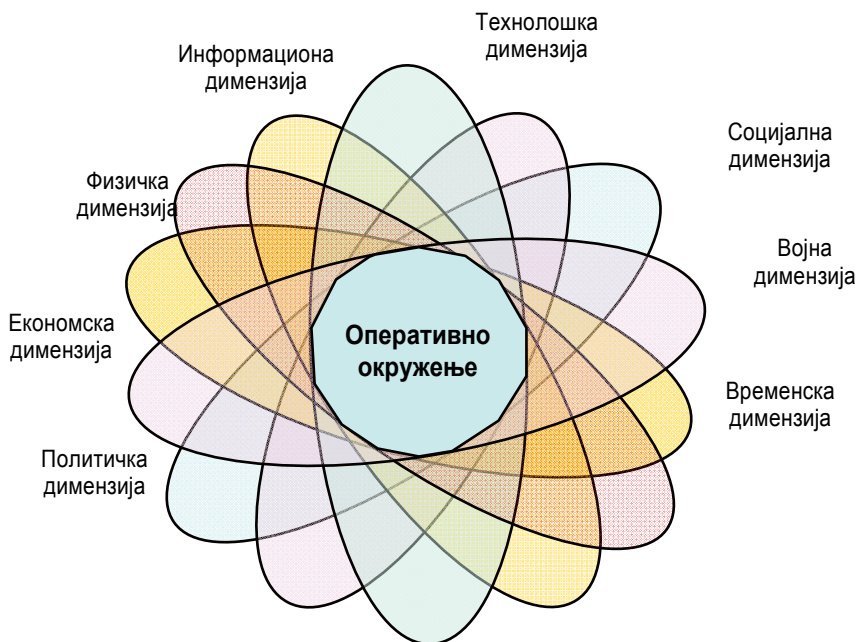 Технолошка
димензија
Информациона
димензија
Социјална
димензија
Физичка
димензија
Војна
димензија
Економска
димензија
Оперативно
окружење
Временска
димензија
Политичка
димензија